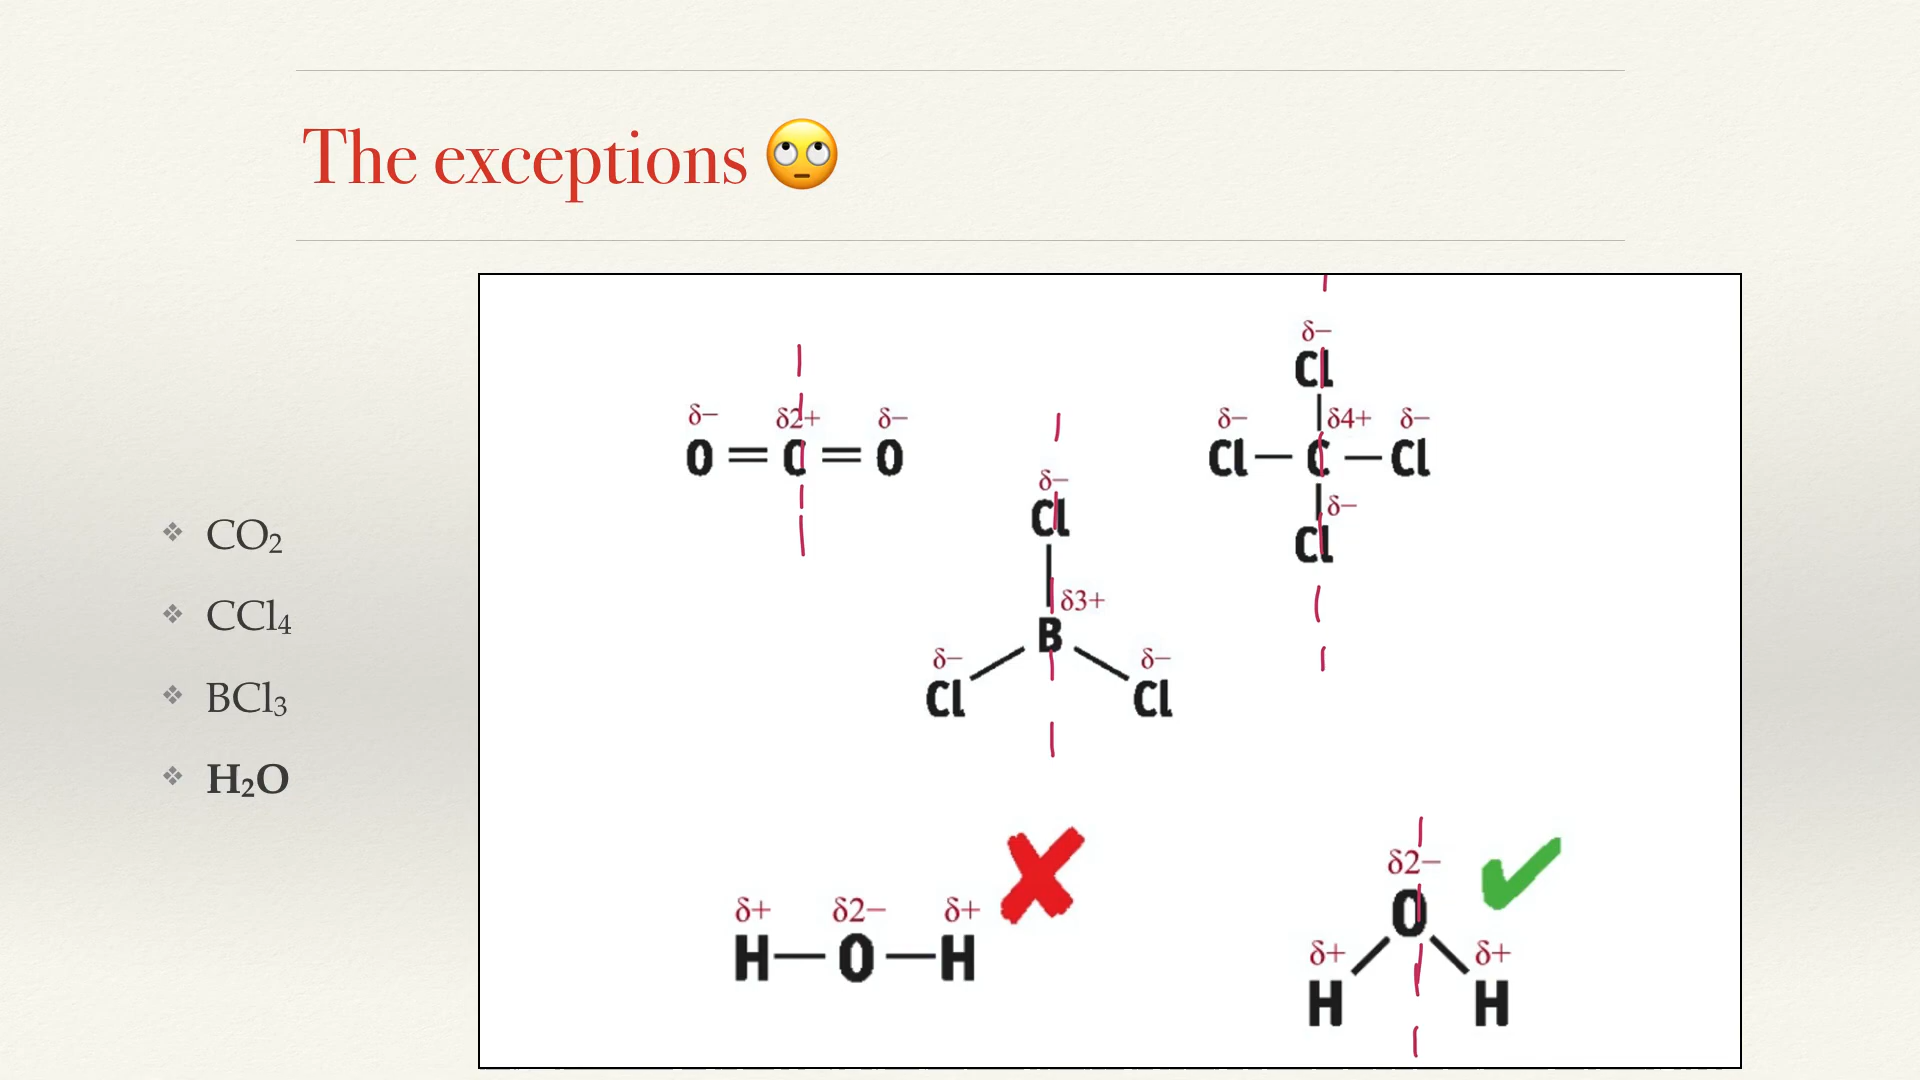 The exceptions 🙄
❖ CO₂
❖ CCl₄
❖ BCl₃
❖ H₂O
δ− δ2+ δ−
O = C = O
δ−
Cl
δ− δ4+ δ−
Cl — C — Cl
δ−
Cl
δ−
Cl
δ3+
B
δ− δ−
Cl Cl
δ+ δ2− δ+
H — O — H
δ2−
O
δ+ δ+
H H